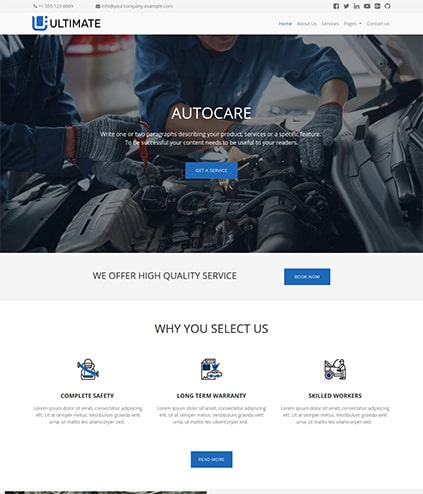 +1 555 123 8069 info@yourcompany.example.com
ULTIMATE Home About Us Services Pages Contact us
AUTOCARE
Write one or two paragraphs describing your product, services or a specific feature.
To be successful your content needs to be useful to your readers.
GET A SERVICE
WE OFFER HIGH QUALITY SERVICE BOOK NOW
WHY YOU SELECT US
COMPLETE SAFETY LONG TERM WARRANTY SKILLED WORKERS
Lorem ipsum dolor sit amet, consectetur adipiscing Lorem ipsum dolor sit amet, consectetur adipiscing Lorem ipsum dolor sit amet, consectetur adipiscing
elit. Ut at semper metus. Vestibulum gravida velit elit. Ut at semper metus. Vestibulum gravida velit elit. Ut at semper metus. Vestibulum gravida velit
urna, ut mattis ullamcorper sed. urna, ut mattis ullamcorper sed. urna, ut mattis ullamcorper sed.
READ MORE